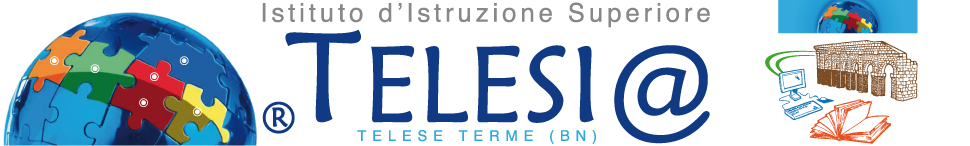 Istituto d'Istruzione Superiore
®TELESI@
TELESE TERME (BN)